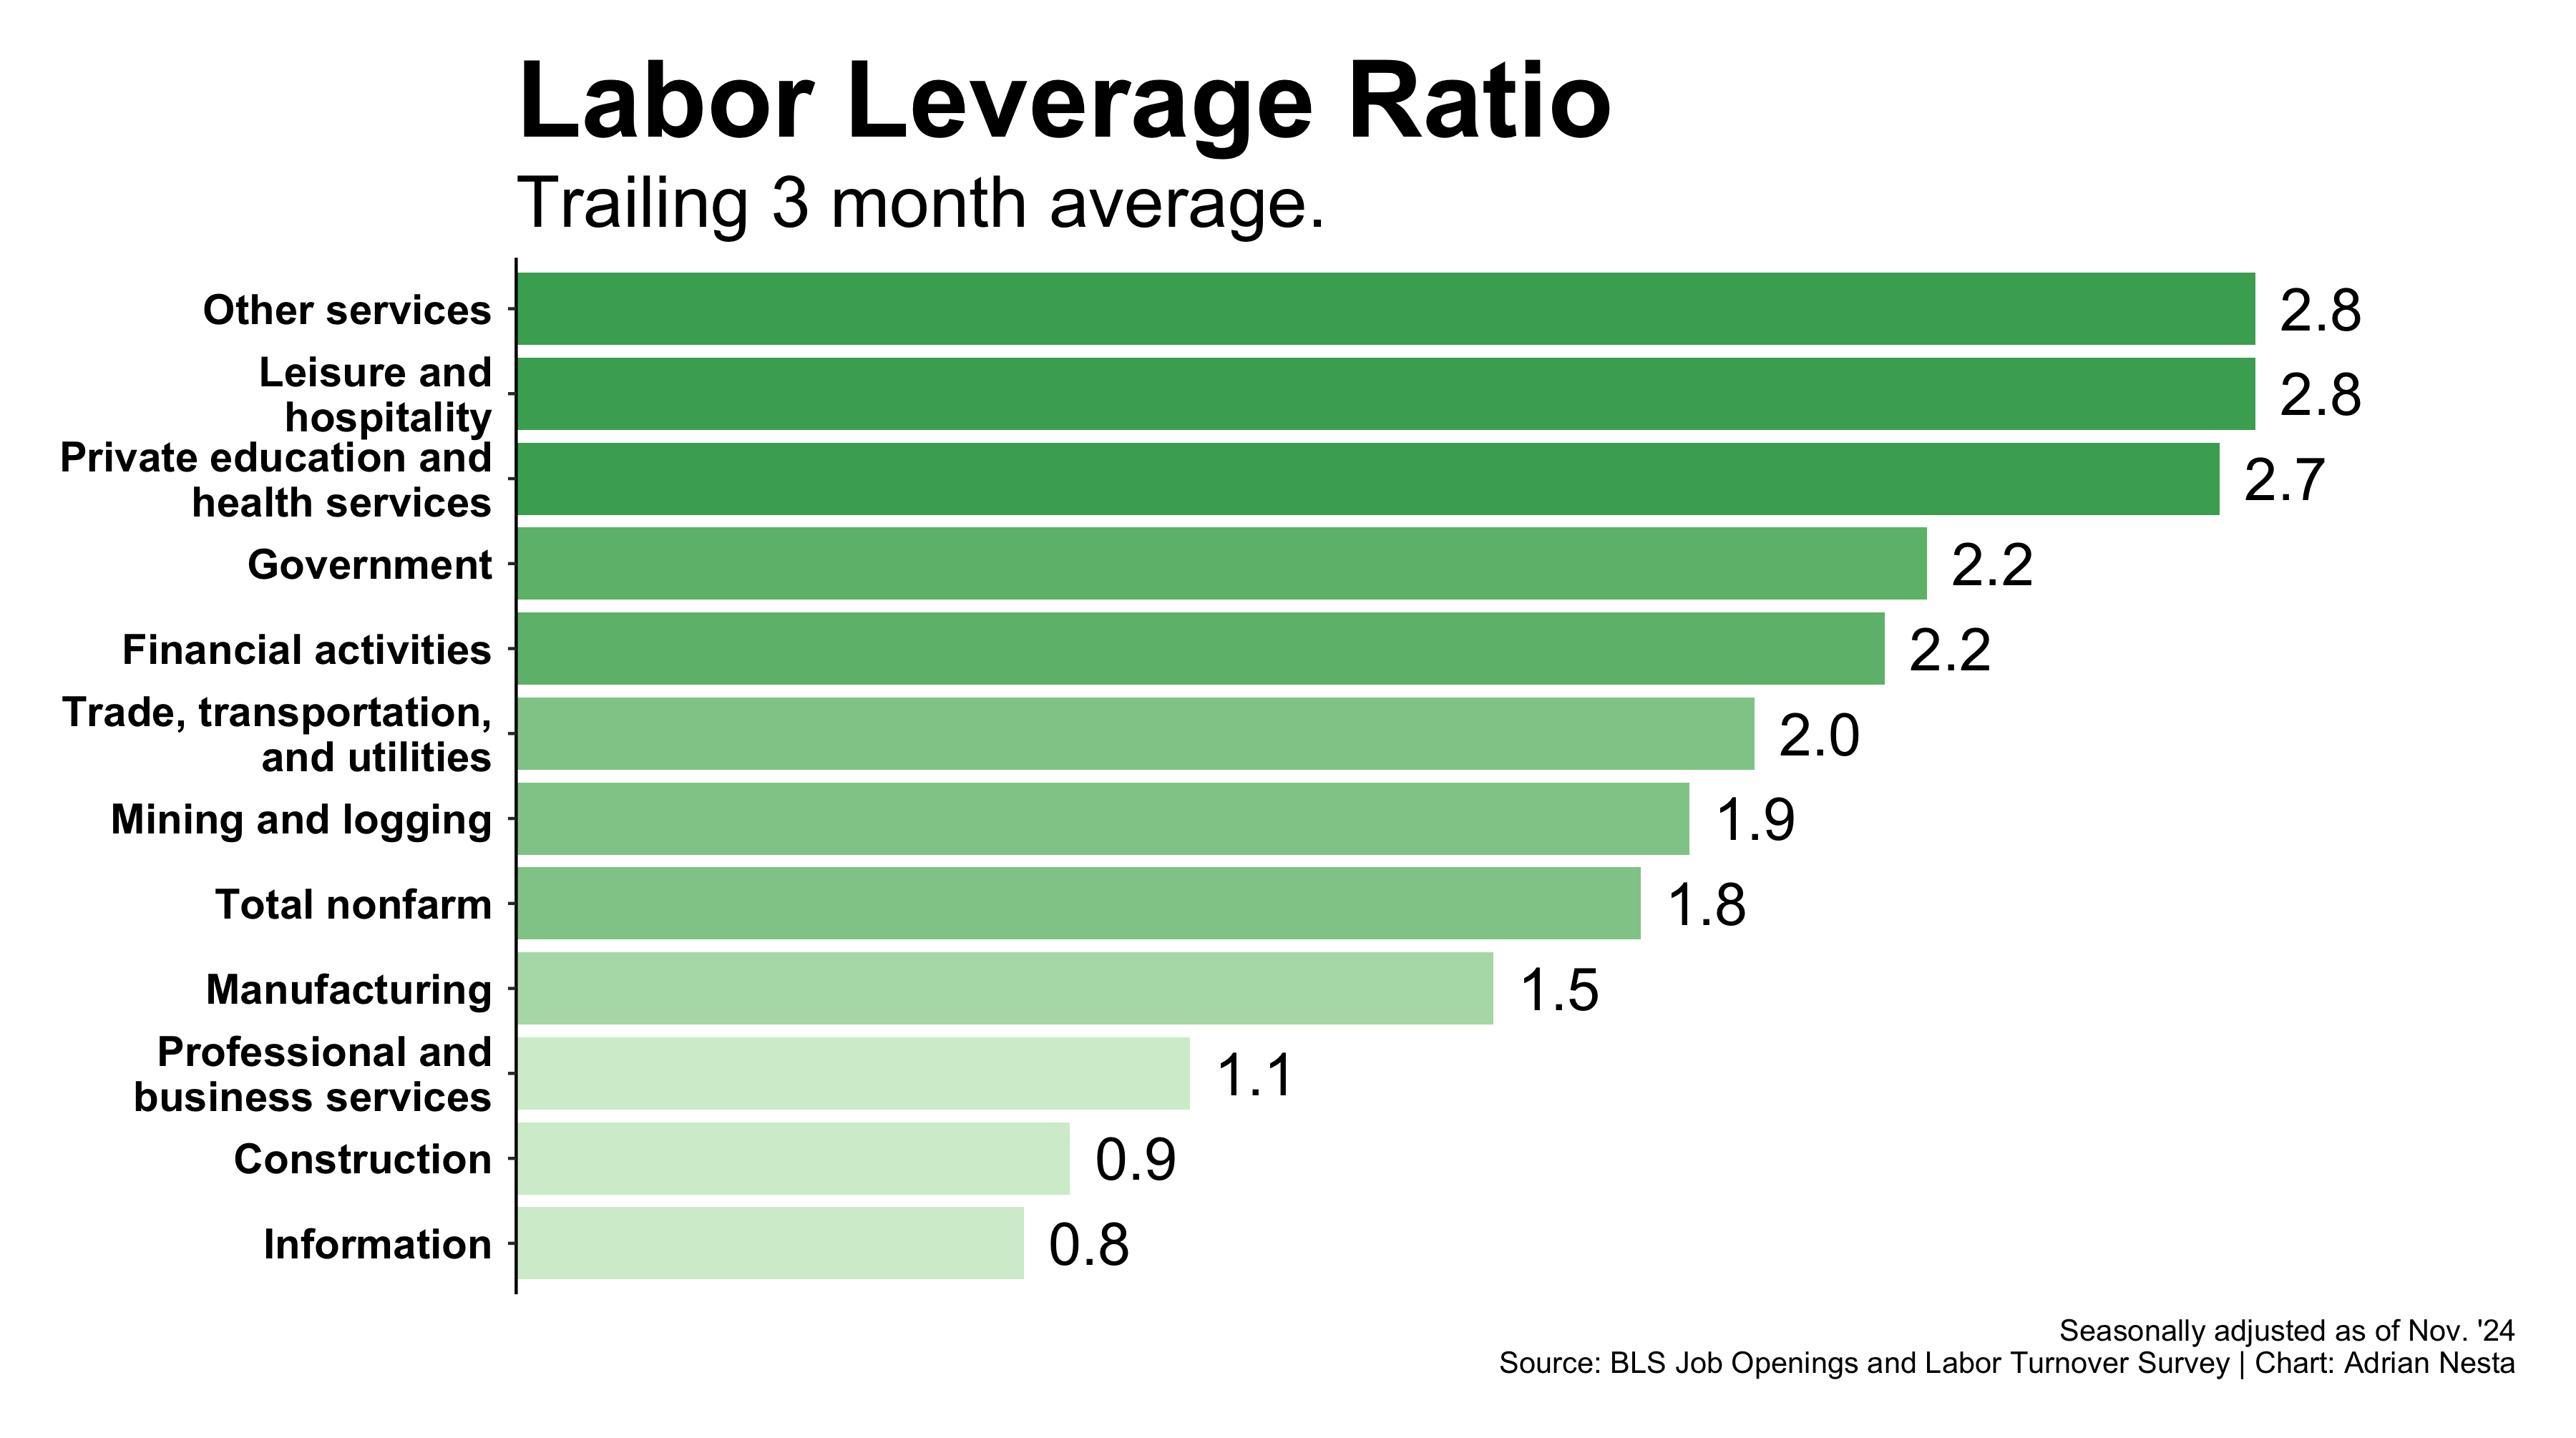 Labor Leverage Ratio
Trailing 3 month average.
Other services
2.8
Leisure and
hospitality
2.8
Private education and
health services
2.7
Government
2.2
Financial activities
2.2
Trade, transportation,
and utilities
2.0
Mining and logging
1.9
Total nonfarm
1.8
Manufacturing
1.5
Professional and
business services
1.1
Construction
0.9
Information
0.8
Seasonally adjusted as of Nov. '24
Source: BLS Job Openings and Labor Turnover Survey | Chart: Adrian Nesta